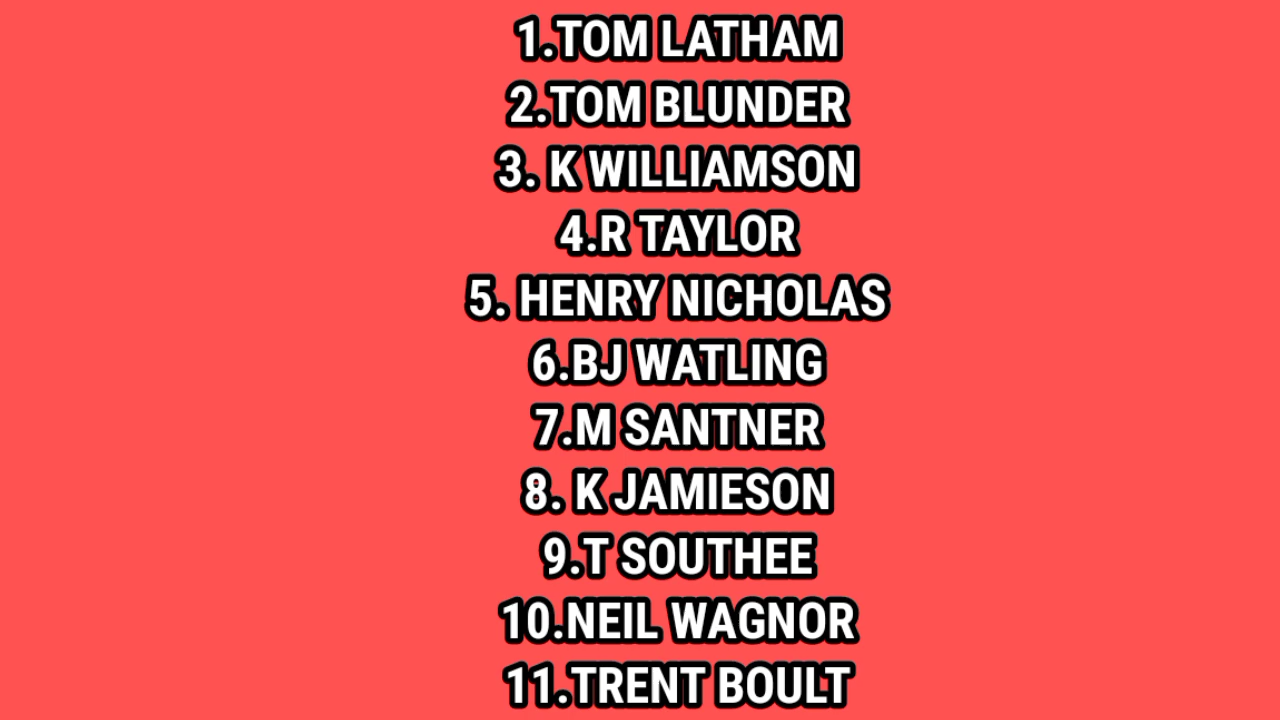 1.TOM LATHAM
2.TOM BLUNDER
3. K WILLIAMSON
4.R TAYLOR
5. HENRY NICHOLAS
6.BJ WATLING
7.M SANTNER
8. K JAMIESON
9.T SOUTHEE
10.NEIL WAGNOR
11.TRENT BOULT